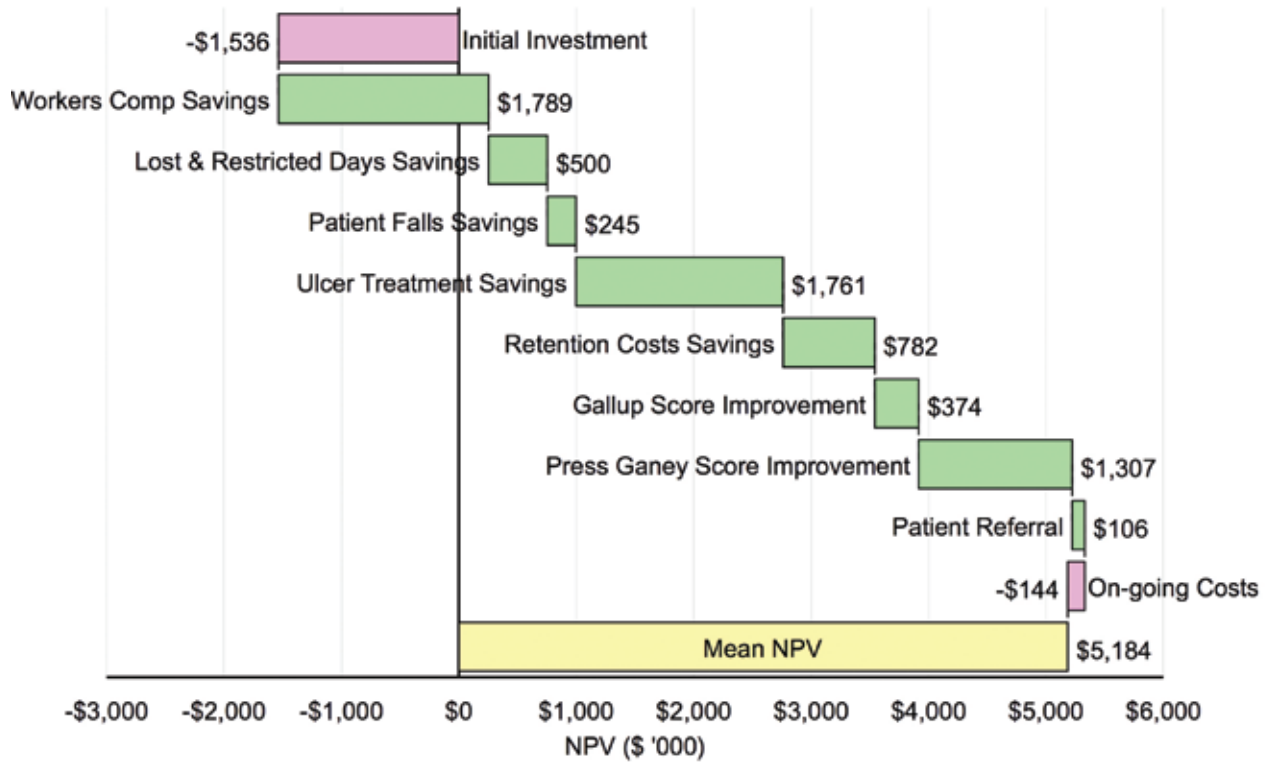 -$1,536 Initial Investment
Workers Comp Savings $1,789
Lost & Restricted Days Savings $500
Patient Falls Savings $245
Ulcer Treatment Savings $1,761
Retention Costs Savings $782
Gallup Score Improvement $374
Press Ganey Score Improvement $1,307
Patient Referral $106
-$144 On-going Costs
Mean NPV $5,184
-$3,000 -$2,000 -$1,000 $0 $1,000 $2,000 $3,000 $4,000 $5,000 $6,000
NPV ($ '000)